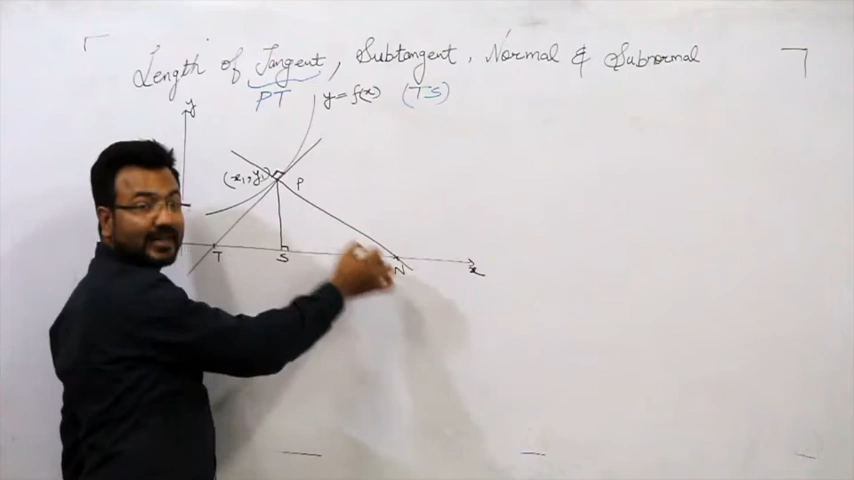 Length of Tangent, Subtangent, Normal & Subnormal
PT
y = f(x)
(TS)
y
(x₁, y₁)
P
T
S
N
x